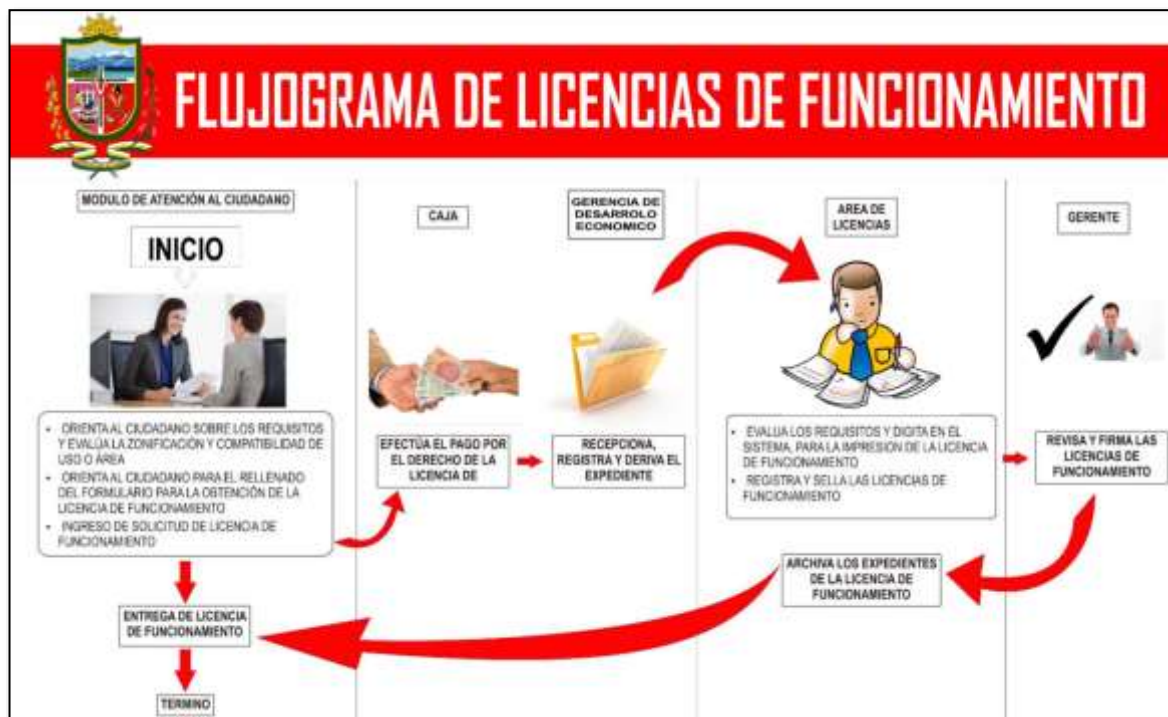 FLUJOGRAMA DE LICENCIAS DE FUNCIONAMIENTO
MODULO DE ATENCIÓN AL CIUDADANO
INICIO
• ORIENTA AL CIUDADANO SOBRE LOS REQUISITOS
Y EVALÚA LA ZONIFICACIÓN Y COMPATIBILIDAD DE
USO O ÁREA
• ORIENTA AL CIUDADANO PARA EL RELLENADO
DEL FORMULARIO PARA LA OBTENCIÓN DE LA
LICENCIA DE FUNCIONAMIENTO
• INGRESO DE SOLICITUD DE LICENCIA DE
FUNCIONAMIENTO
ENTREGA DE LICENCIA
DE FUNCIONAMIENTO
TERMINO
CAJA
EFECTÚA EL PAGO POR
EL DERECHO DE LA
LICENCIA DE
GERENCIA DE
DESARROLO
ECONOMICO
RECEPCIONA,
REGISTRA Y DERIVA EL
EXPEDIENTE
AREA DE
LICENCIAS
• EVALUA LOS REQUISITOS Y DIGITA EN EL
SISTEMA, PARA LA IMPRESIÓN DE LA LICENCIA
DE FUNCIONAMIENTO
• REGISTRA Y SELLA LAS LICENCIAS DE
FUNCIONAMIENTO
ARCHIVA LOS EXPEDIENTES
DE LA LICENCIA DE
FUNCIONAMIENTO
GERENTE
REVISA Y FIRMA LAS
LICENCIAS DE
FUNCIONAMIENTO